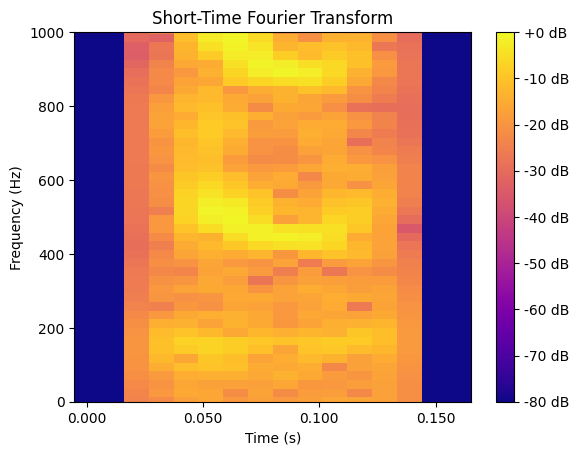 Short-Time Fourier Transform
Frequency (Hz)
1000
800
600
400
200
0
0.000
0.050
0.100
0.150
Time (s)
+0 dB
-10 dB
-20 dB
-30 dB
-40 dB
-50 dB
-60 dB
-70 dB
-80 dB